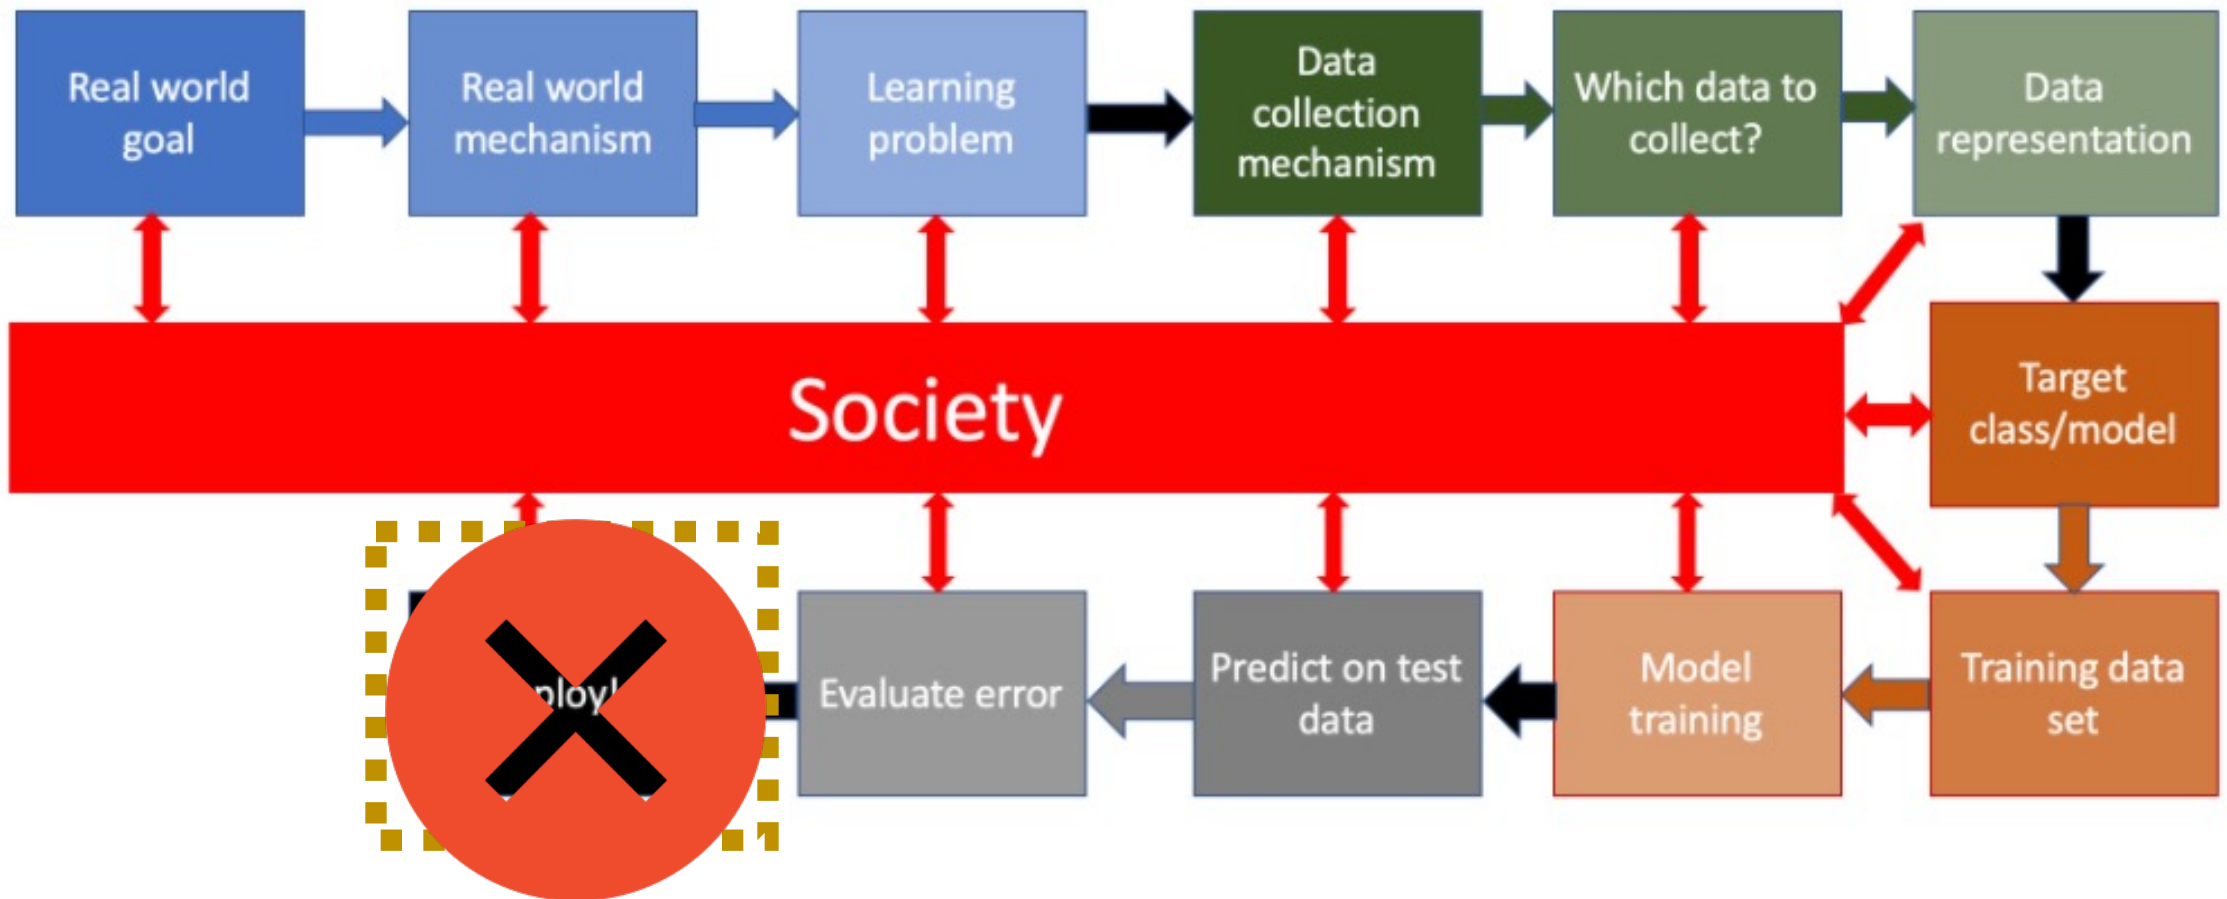 Real world
goal
Real world
mechanism
Learning
problem
Data
collection
mechanism
Which data to
collect?
Data
representation
Society
Target
class/model
Evaluate error
Predict on test
data
Model
training
Training data
set